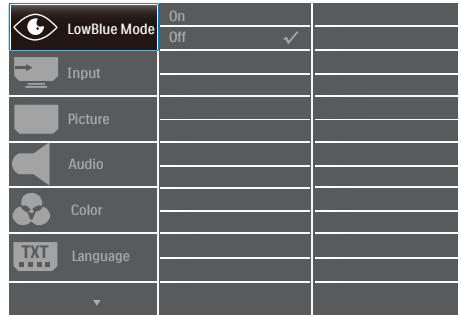 LowBlue Mode
On
Off
Input
Picture
Audio
Color
TXT
Language